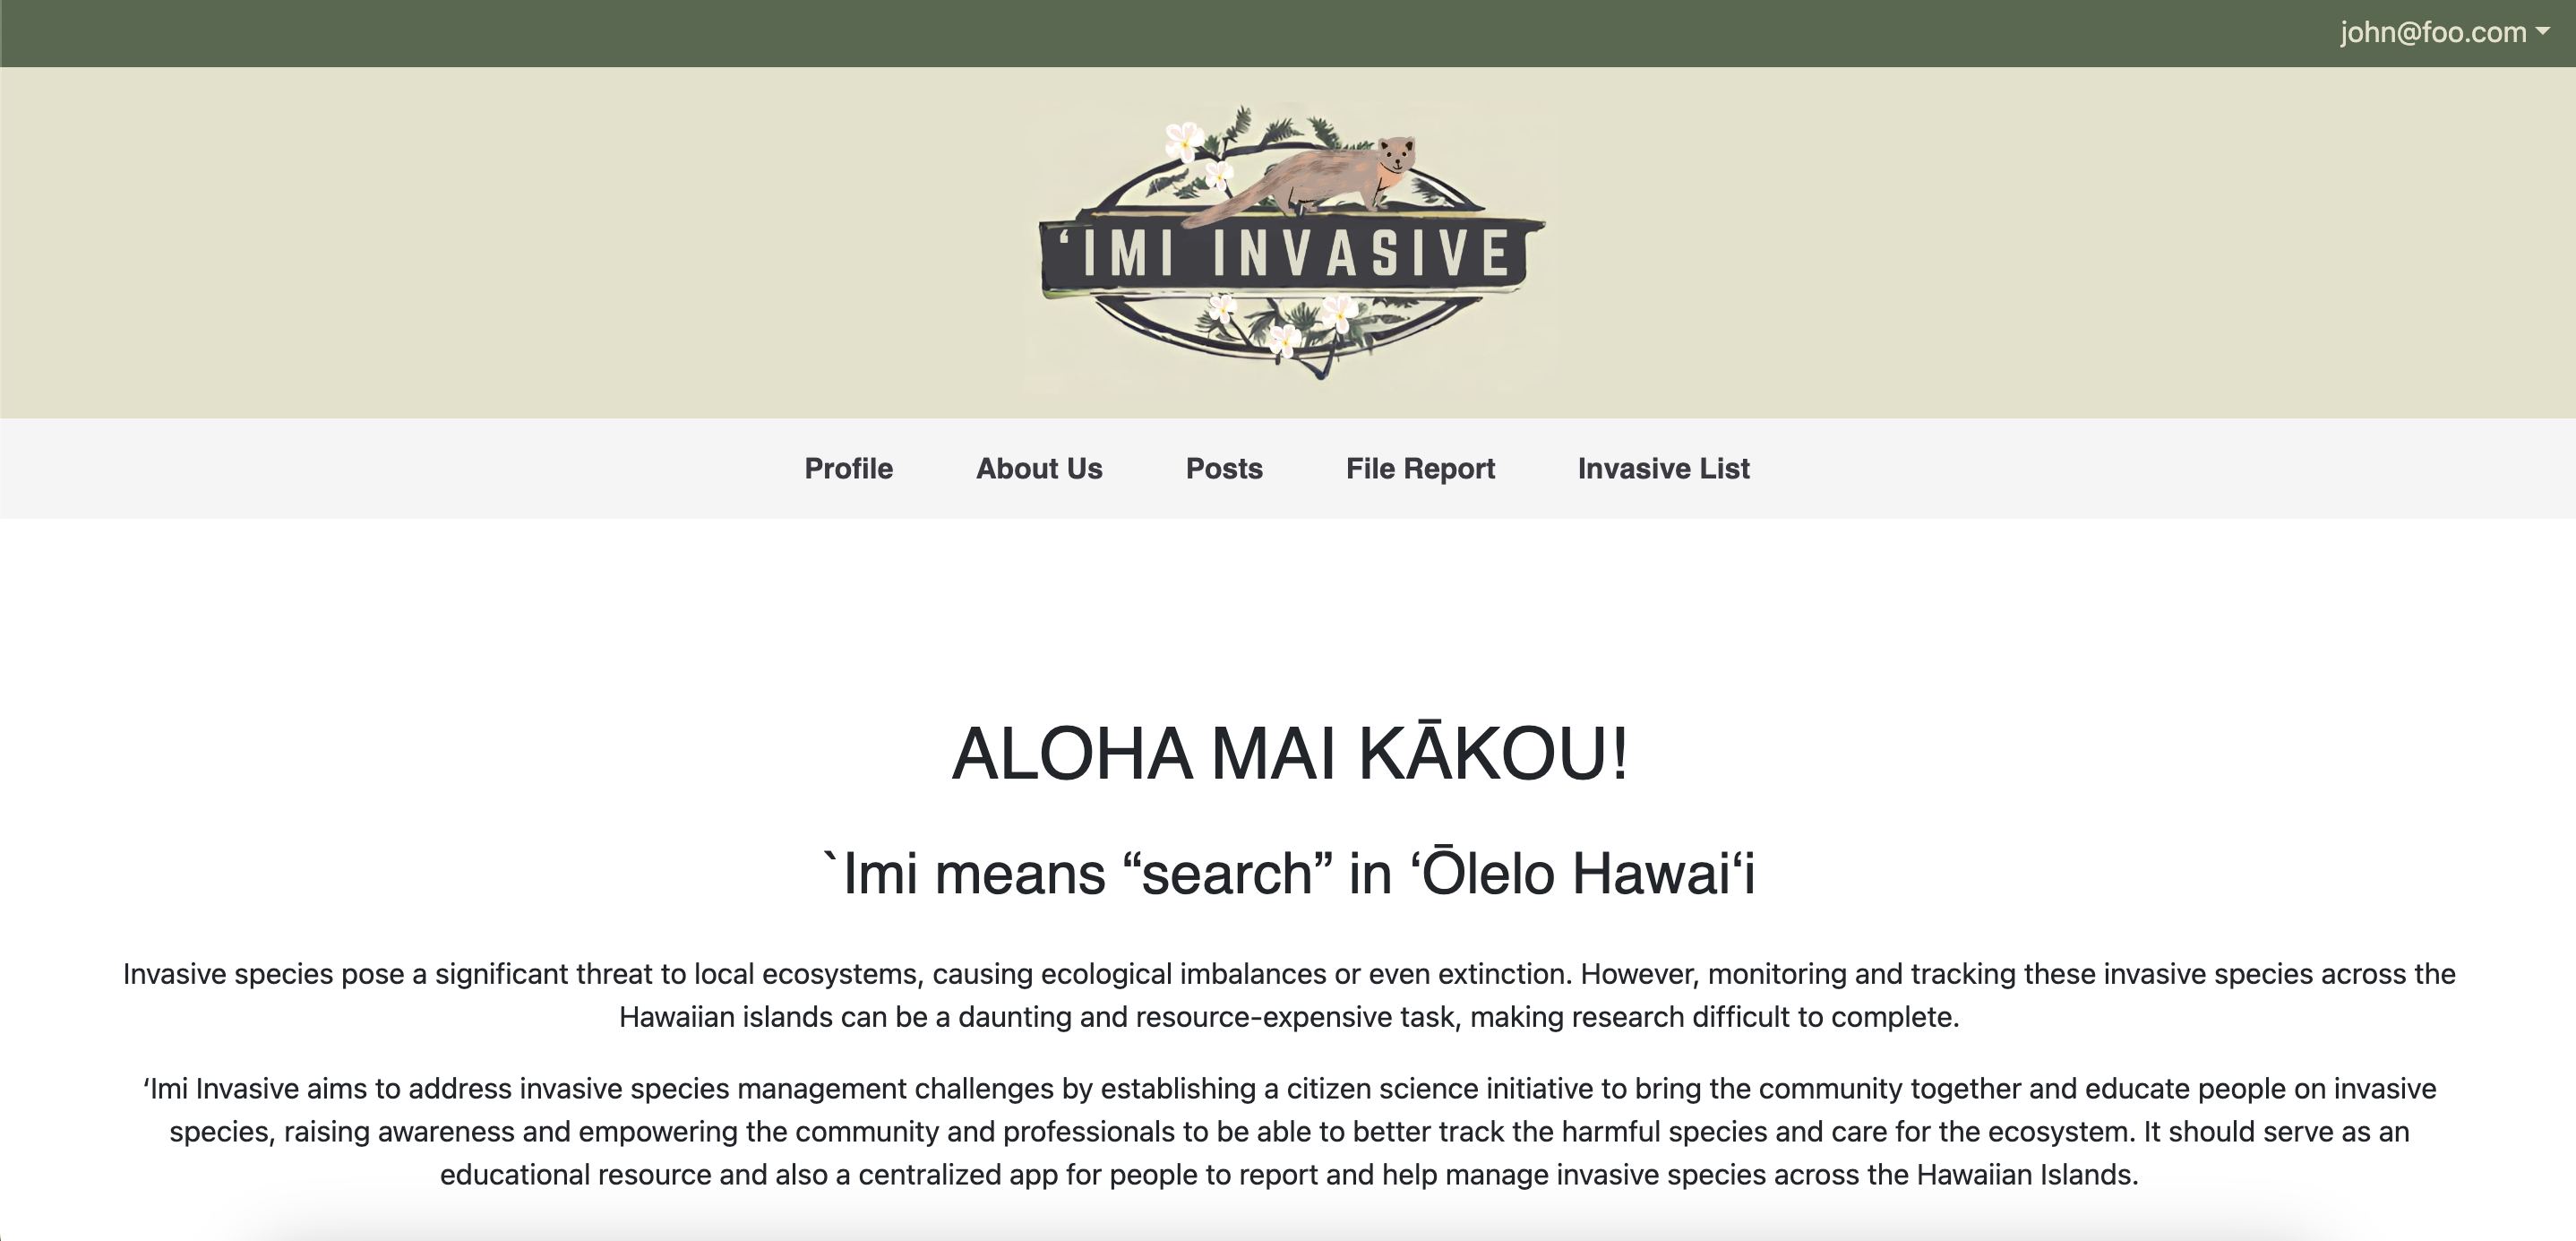 john@foo.com
‘IMI INVASIVE
Profile About Us Posts File Report Invasive List
ALOHA MAI KĀKOU!
`Imi means “search” in ‘Ōlelo Hawai‘i
Invasive species pose a significant threat to local ecosystems, causing ecological imbalances or even extinction. However, monitoring and tracking these invasive species across the
Hawaiian islands can be a daunting and resource-expensive task, making research difficult to complete.
‘Imi Invasive aims to address invasive species management challenges by establishing a citizen science initiative to bring the community together and educate people on invasive
species, raising awareness and empowering the community and professionals to be able to better track the harmful species and care for the ecosystem. It should serve as an
educational resource and also a centralized app for people to report and help manage invasive species across the Hawaiian Islands.